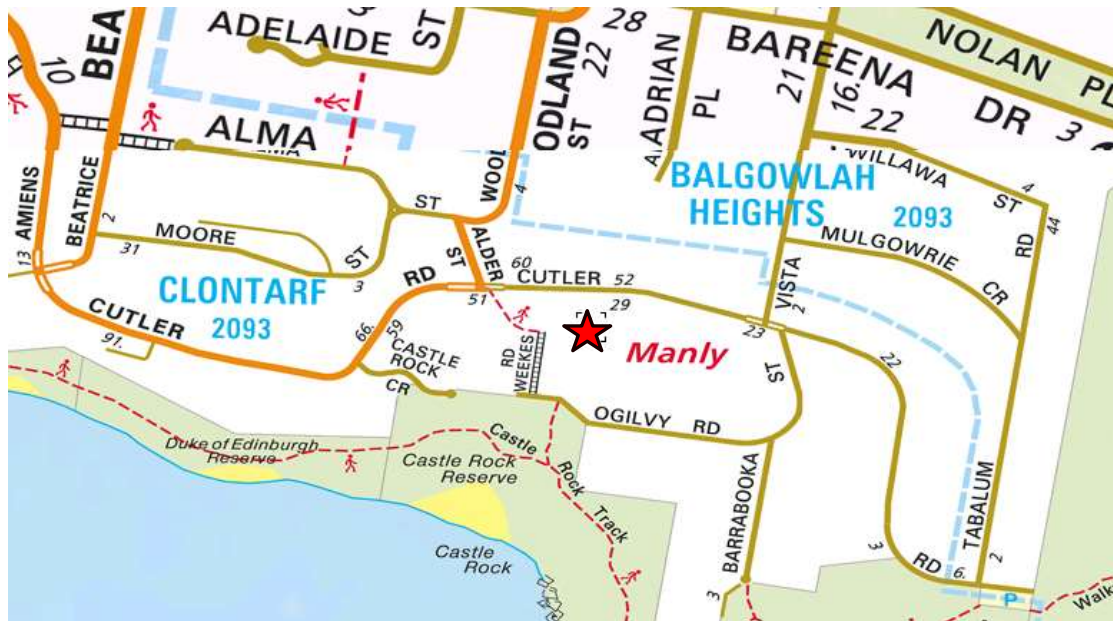 ADELAIDE
ST
28
22
NOLAN PL
BAREENA
DR
3
10
BEA
ODLAND
ST
ADRIAN
PL
21
16.
22
ALMA
WILLAWA
ST
4
44
BALGOWLAH
HEIGHTS
2093
AMIENS
13
BEATRICE
2
ST
WOOD
4
MOORE
ST
31
3
CLONTARF
2093
ALDER
ST
RD
60
CUTLER
52
51
29
VISTA
2
MULGOWRIE
CR
RD
CUTLER
91.
66.
59
CASTLE
ROCK
CR
RD
WEEKES
Manly
23
ST
22
OGILVY RD
Duke of Edinburgh
Reserve
Castle Rock
Reserve
Castle
Rock
Track
Castle
Rock
BARRABOOKA
3
3
RD
6.
TABALUM
2
P
Walk